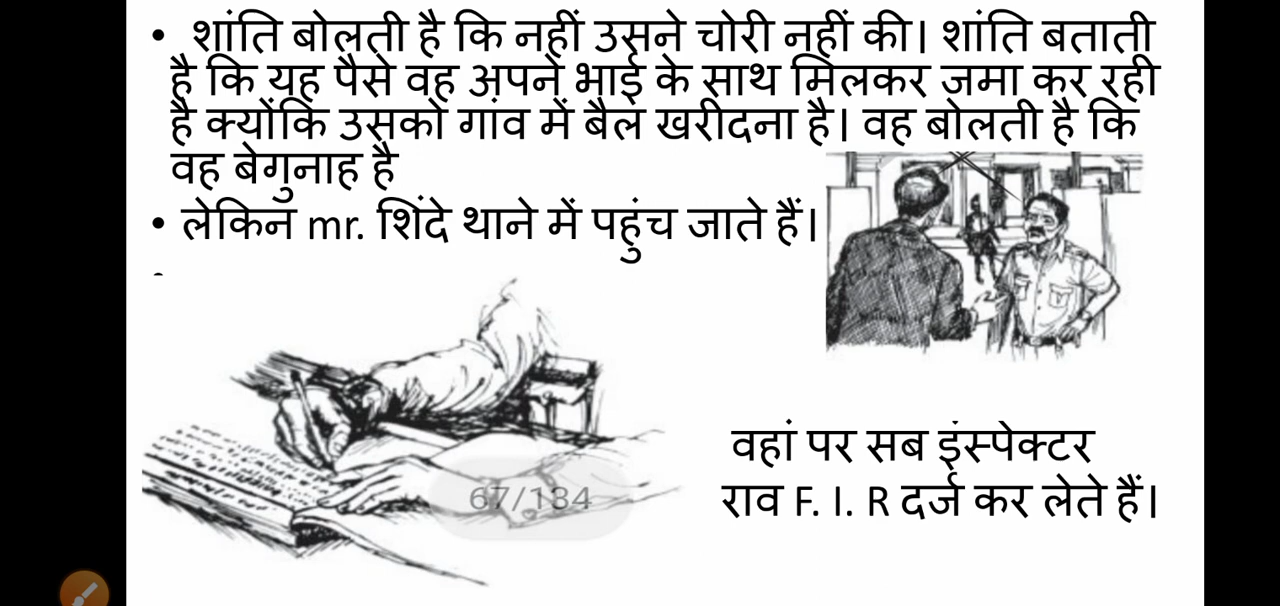 • शांति बोलती है कि नहीं उसने चोरी नहीं की। शांति बताती
है कि यह पैसे वह अपने भाई के साथ मिलकर जमा कर रही
है क्योंकि उसको गांव में बैल खरीदना है। वह बोलती है कि
वह बेगुनाह है
• लेकिन mr. शिंदे थाने में पहुंच जाते हैं।
वहां पर सब इंस्पेक्टर
राव F. I. R दर्ज कर लेते हैं।
67/134